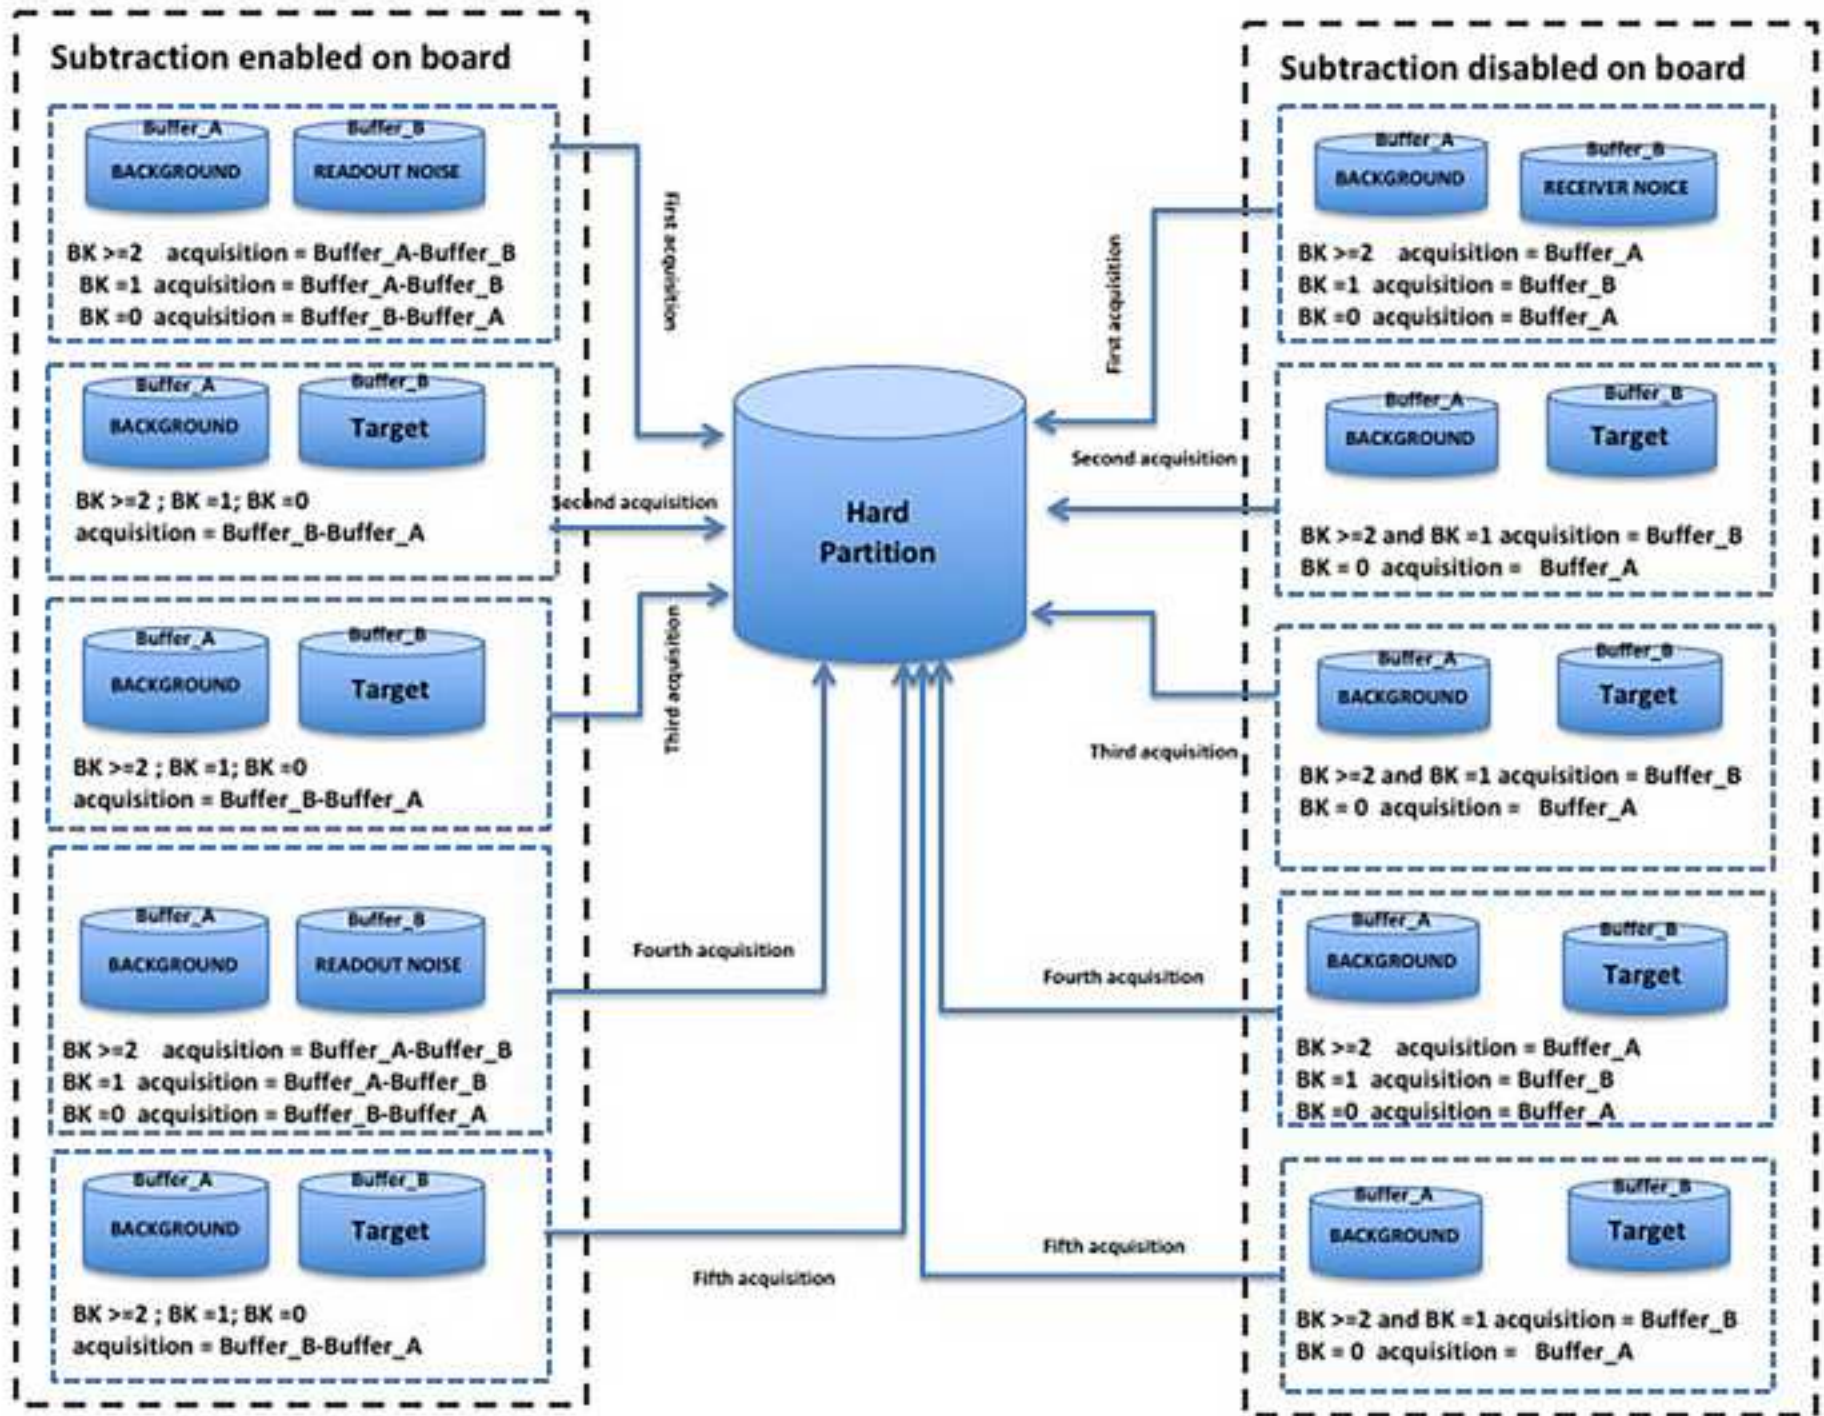 Subtraction enabled on board
Buffer_A
Buffer_B
BACKGROUND
READOUT NOISE
BK >=2 acquisition = Buffer_A-Buffer_B
BK =1 acquisition = Buffer_A-Buffer_B
BK =0 acquisition = Buffer_B-Buffer_A
Buffer_A
Buffer_B
BACKGROUND
Target
BK >=2 ; BK =1; BK =0
acquisition = Buffer_B-Buffer_A
Buffer_A
Buffer_B
BACKGROUND
Target
BK >=2 ; BK =1; BK =0
acquisition = Buffer_B-Buffer_A
Buffer_A
Buffer_B
BACKGROUND
READOUT NOISE
BK >=2 acquisition = Buffer_A-Buffer_B
BK =1 acquisition = Buffer_A-Buffer_B
BK =0 acquisition = Buffer_B-Buffer_A
Buffer_A
Buffer_B
BACKGROUND
Target
BK >=2 ; BK =1; BK =0
acquisition = Buffer_B-Buffer_A
First acquisition
Second acquisition
Third acquisition
Fourth acquisition
Fifth acquisition
Hard
Partition
First acquisition
Second acquisition
Third acquisition
Fourth acquisition
Fifth acquisition
Subtraction disabled on board
Buffer_A
Buffer_B
BACKGROUND
RECEIVER NOICE
BK >=2 acquisition = Buffer_A
BK =1 acquisition = Buffer_B
BK =0 acquisition = Buffer_A
Buffer_A
Buffer_B
BACKGROUND
Target
BK >=2 and BK =1 acquisition = Buffer_B
BK = 0 acquisition = Buffer_A
Buffer_A
Buffer_B
BACKGROUND
Target
BK >=2 and BK =1 acquisition = Buffer_B
BK = 0 acquisition = Buffer_A
Buffer_A
Buffer_B
BACKGROUND
Target
BK >=2 acquisition = Buffer_A
BK =1 acquisition = Buffer_B
BK =0 acquisition = Buffer_A
Buffer_A
Buffer_B
BACKGROUND
Target
BK >=2 and BK =1 acquisition = Buffer_B
BK = 0 acquisition = Buffer_A